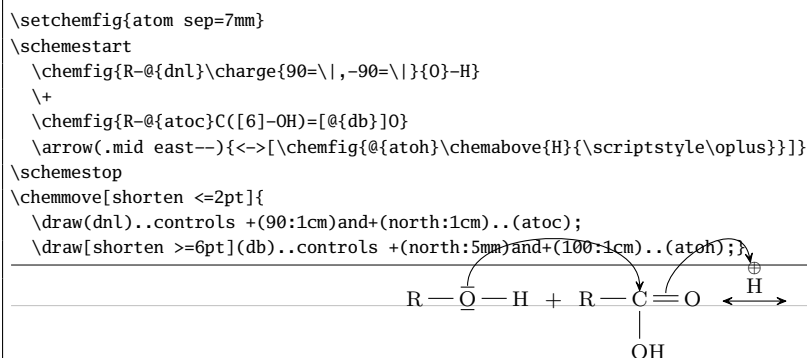 \setchemfig{atom sep=7mm}
\schemestart
\chemfig{R-@{dnl}\charge{90=\|,-90=\|}{O}-H}
\+
\chemfig{R-@{atoc}C([6]-OH)=[@{db}]O}
\arrow(.mid east--){<->[\chemfig{@{atoh}\chemabove{H}{\scriptstyle\oplus}}]}
\schemestop
\chemmove[shorten <=2pt]{
\draw(dnl)..controls +(90:1cm)and+(north:1cm)..(atoc);
\draw[shorten >=6pt](db)..controls +(north:5mm)and+(100:1cm)..(atoh);}
⊕
H
R — O — H + R — C = O
OH